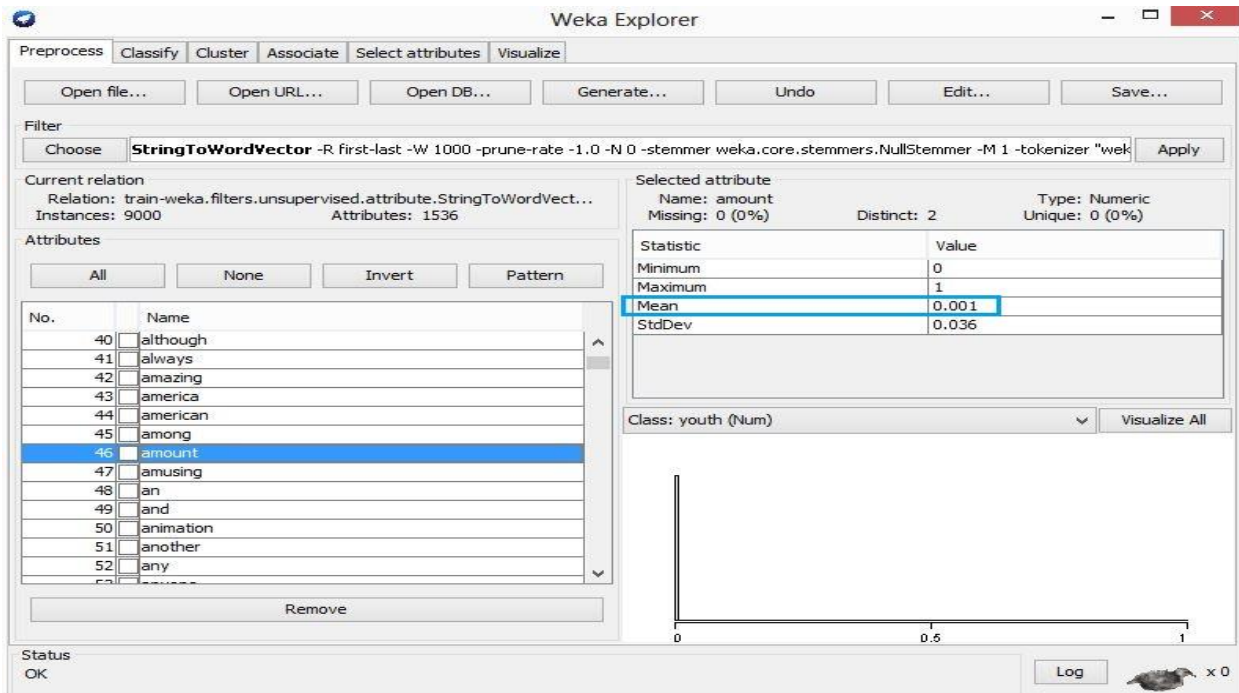 Weka Explorer
Preprocess Classify Cluster Associate Select attributes Visualize
Open file... Open URL... Open DB... Generate... Undo Edit... Save...
Filter
Choose StringToWordVector -R first-last -W 1000 -prune-rate -1.0 -N 0 -stemmer weka.core.stemmers.NullStemmer -M 1 -tokenizer "wek Apply
Current relation
Relation: train-weka.filters.unsupervised.attribute.StringToWordVect...
Instances: 9000 Attributes: 1536
Attributes
All None Invert Pattern
No. Name
40 although
41 always
42 amazing
43 america
44 american
45 among
46 amount
47 amusing
48 an
49 and
50 animation
51 another
52 any
Remove
Selected attribute
Name: amount Type: Numeric
Missing: 0 (0%) Distinct: 2 Unique: 0 (0%)
Statistic Value
Minimum 0
Maximum 1
Mean 0.001
StdDev 0.036
Class: youth (Num) Visualize All
0 0.5 1
Status
OK
Log x 0